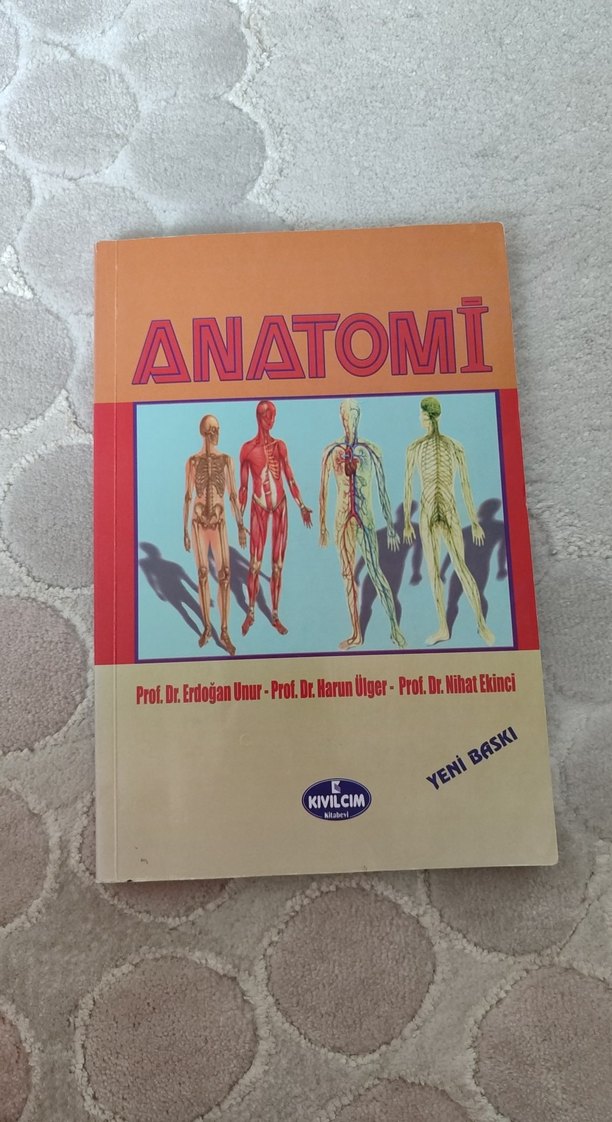 ANATOMİ
Prof. Dr. Erdoğan Unur - Prof. Dr. Harun Ülger - Prof. Dr. Nihat Ekinci
YENİ BASKI
KIVILCIM
Kitabevi